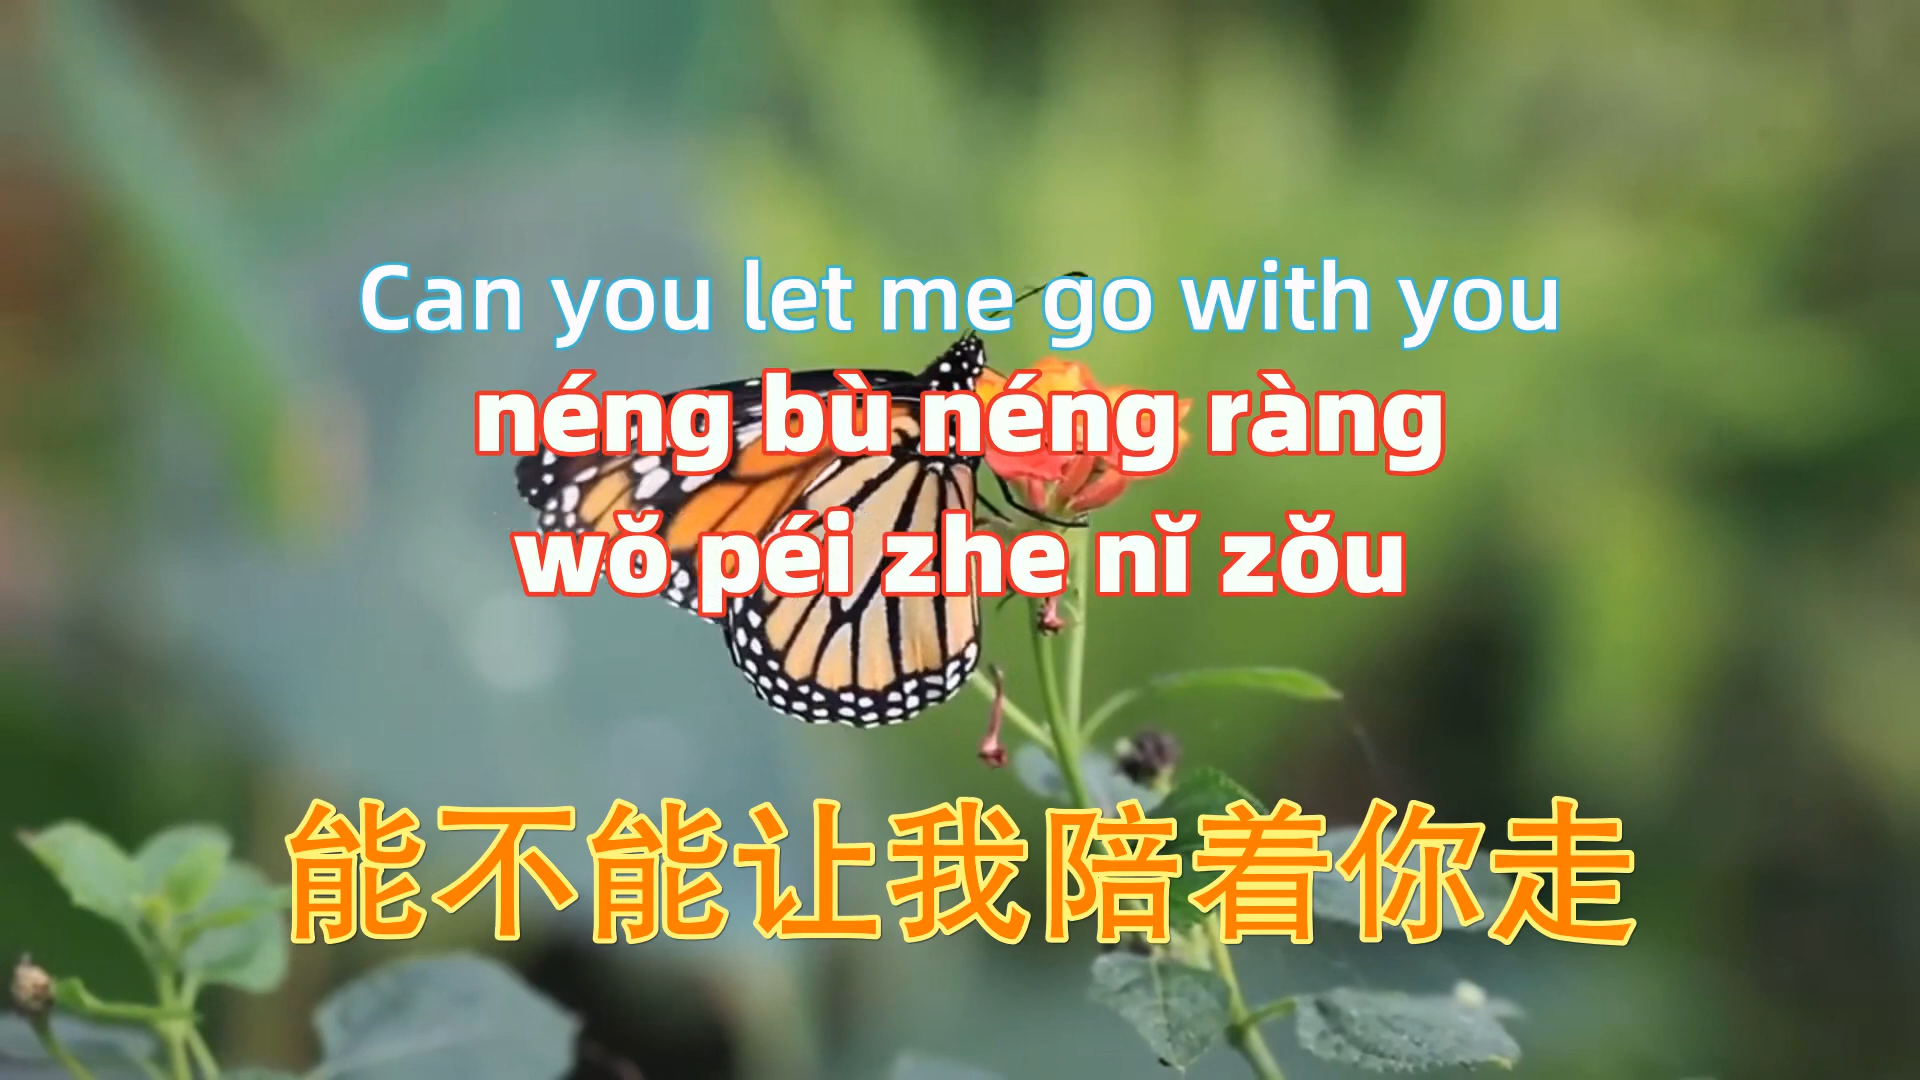 Can you let me go with you
néng bù néng ràng
wǒ péi zhe nǐ zǒu
能不能让我陪着你走